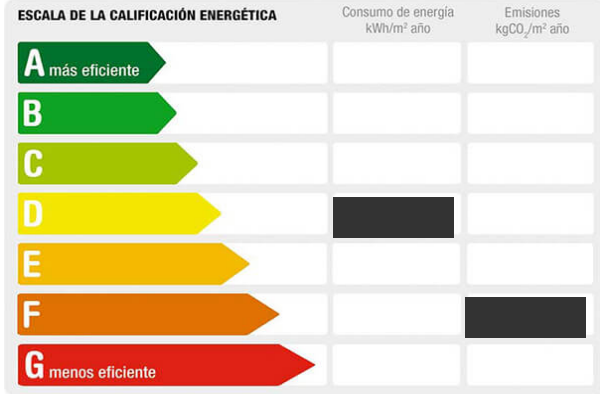 ESCALA DE LA CALIFICACIÓN ENERGÉTICA
Consumo de energía
kWh/m² año
Emisiones
kgCO₂/m² año
A más eficiente
B
C
D
E
F
G menos eficiente